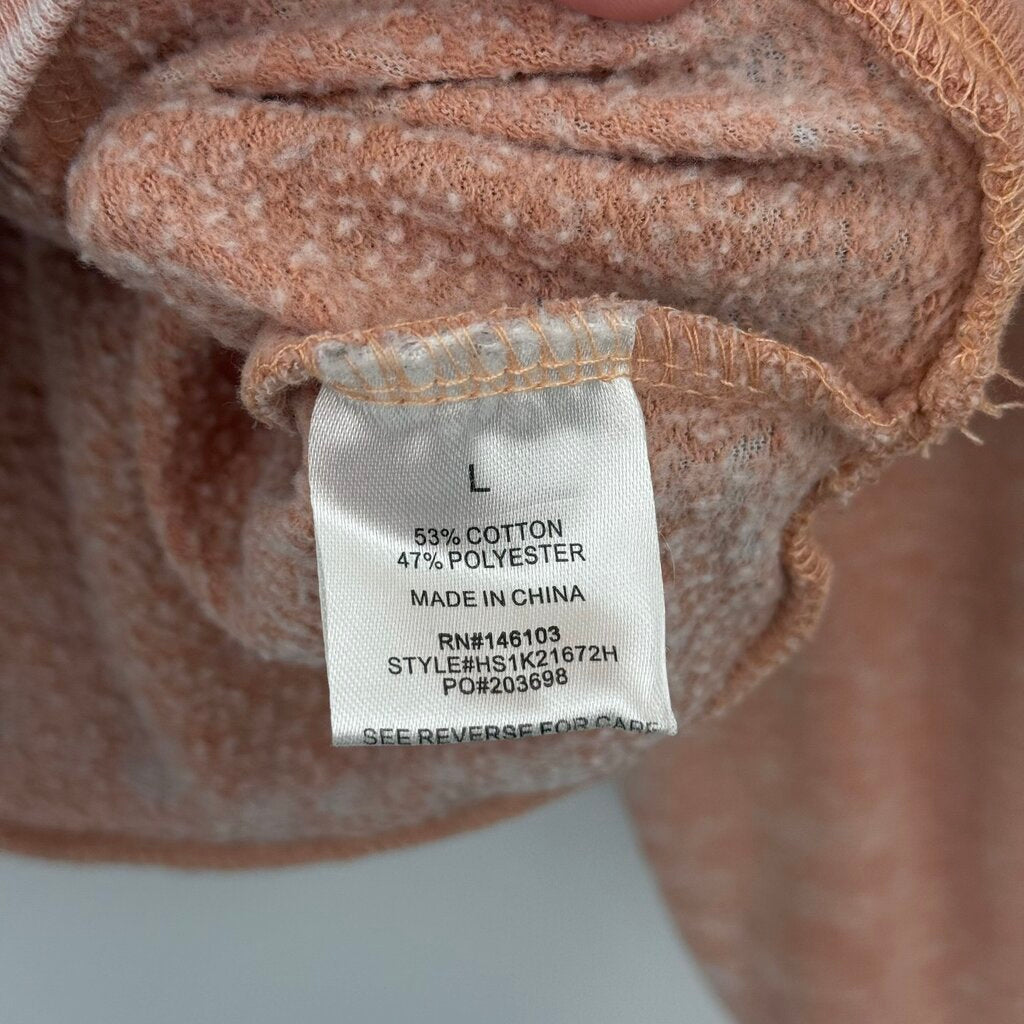 L
53% COTTON
47% POLYESTER
MADE IN CHINA
RN#146103
STYLE#HS1K21672H
PO#203698
SEE REVERSE FOR CARE